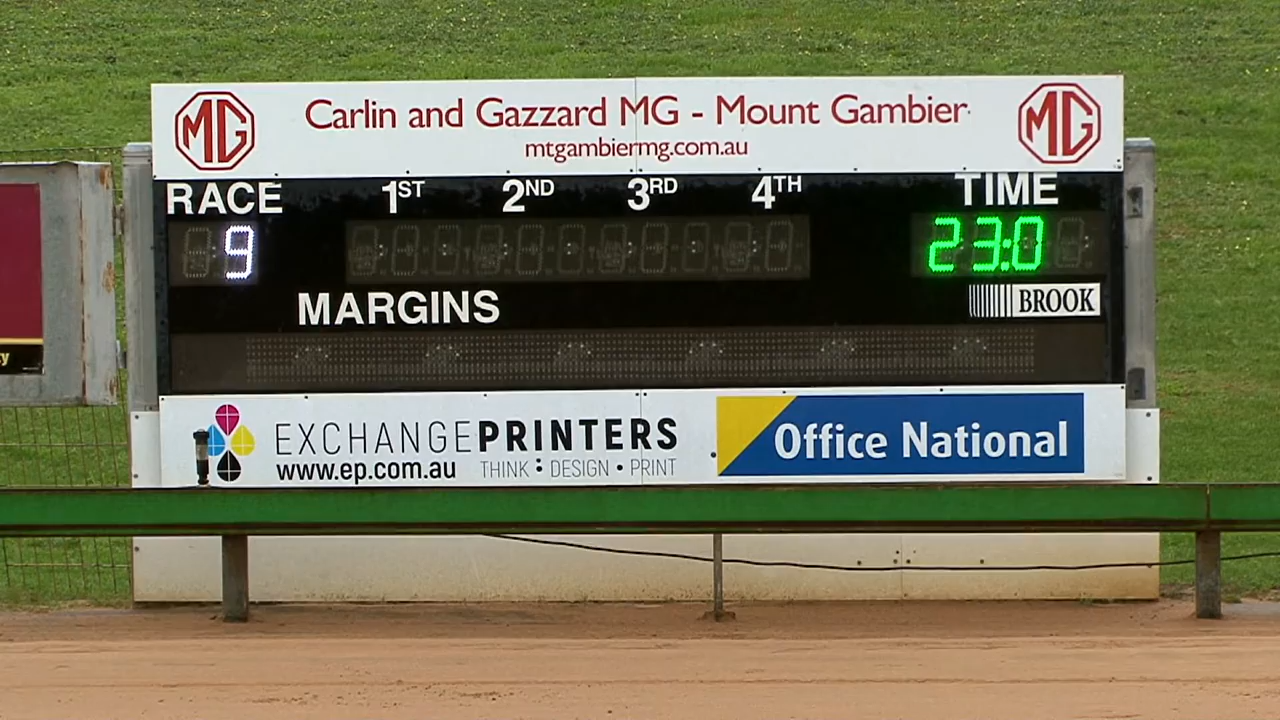 MG
Carlin and Gazzard MG - Mount Gambier
MG
mtgambiermg.com.au
RACE 1ST 2ND 3RD 4TH TIME
9 23:0
MARGINS
BROOK
EXCHANGEPRINTERS
www.ep.com.au THINK : DESIGN • PRINT
Office National